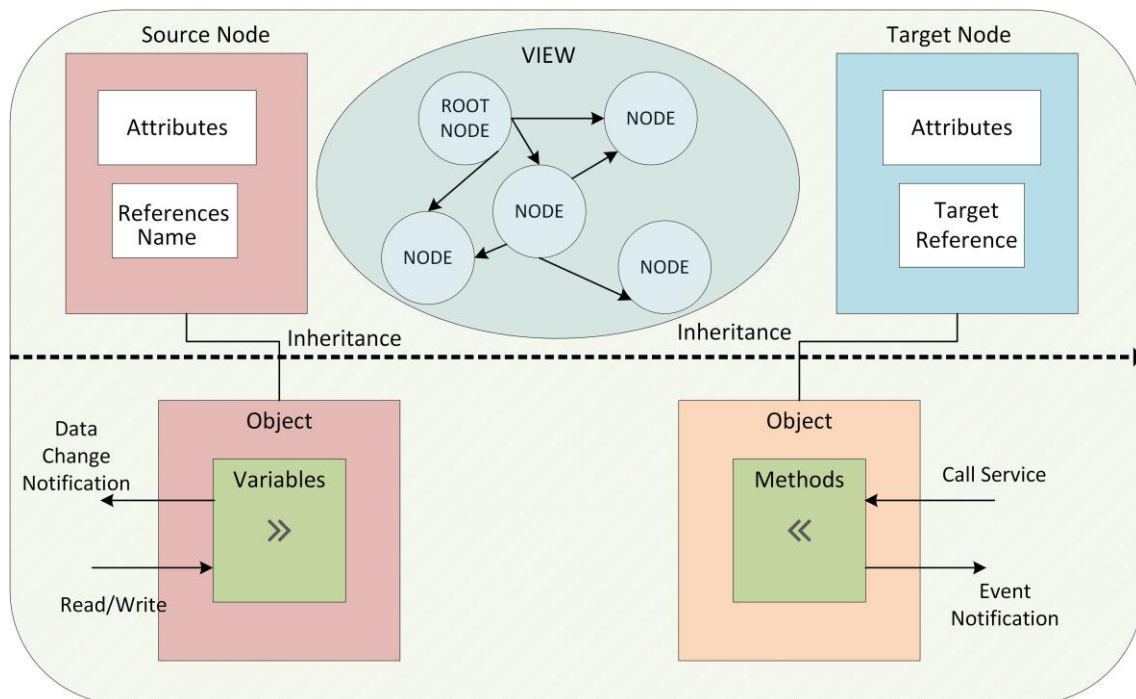 Source Node
Attributes
References
Name
VIEW
ROOT
NODE
NODE
NODE
NODE
NODE
Target Node
Attributes
Target
Reference
Inheritance
Inheritance
Object
Data
Change
Notification
Variables
»
Read/Write
Object
Methods
«
Call Service
Event
Notification